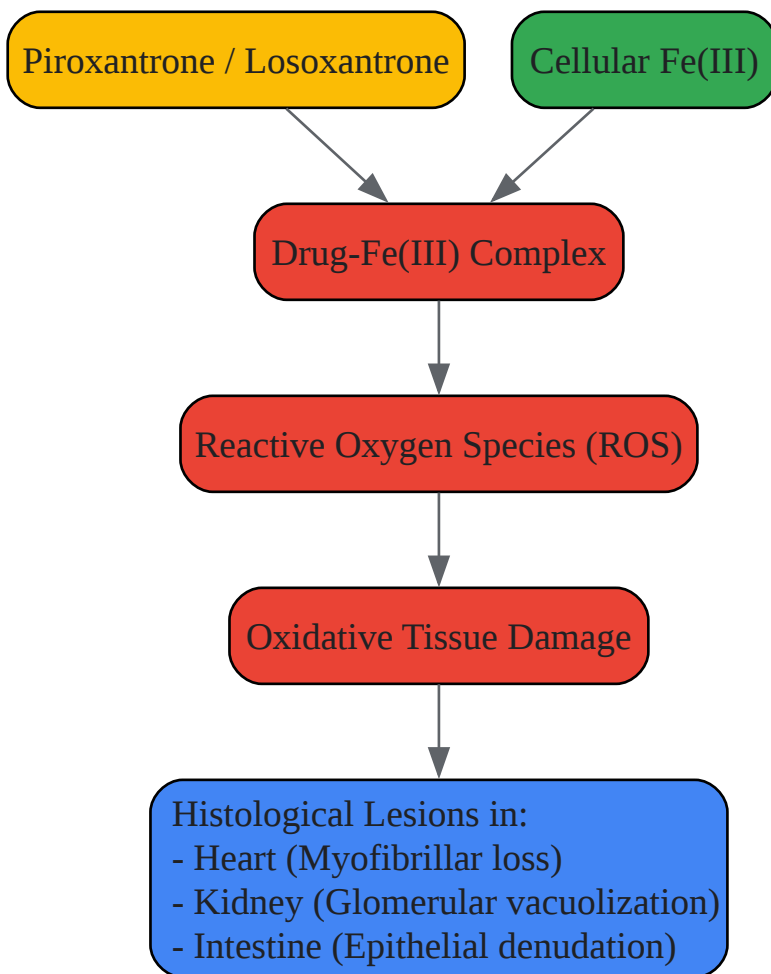 Piroxantrone / Losoxantrone
Cellular Fe(III)
Drug-Fe(III) Complex
Reactive Oxygen Species (ROS)
Oxidative Tissue Damage
Histological Lesions in:
- Heart (Myofibrillar loss)
- Kidney (Glomerular vacuolization)
- Intestine (Epithelial denudation)